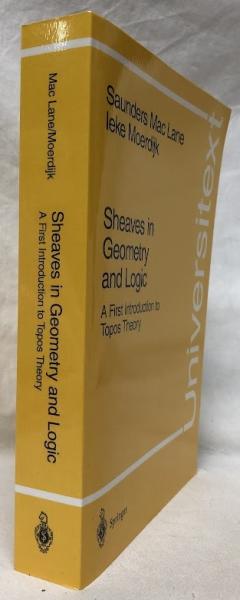 Mac Lane/Moerdijk
Sheaves in Geometry and Logic
A First Introduction to Topos Theory
Saunders Mac Lane
Ieke Moerdijk
Sheaves in
Geometry
and Logic
A First Introduction to
Topos Theory
Universitext
Springer